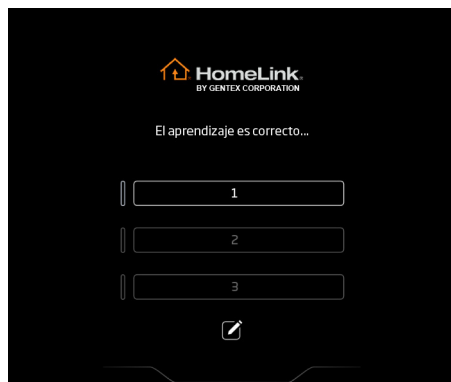 HomeLink
BY GENTEX CORPORATION
El aprendizaje es correcto...
1
2
3